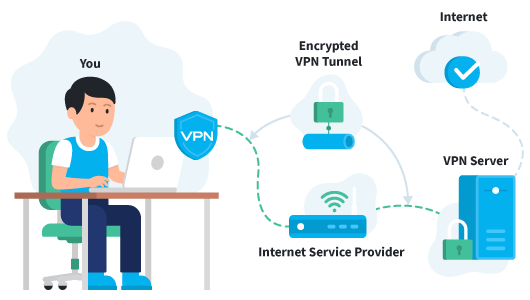 Internet
Encrypted
VPN Tunnel
You
VPN
VPN Server
Internet Service Provider